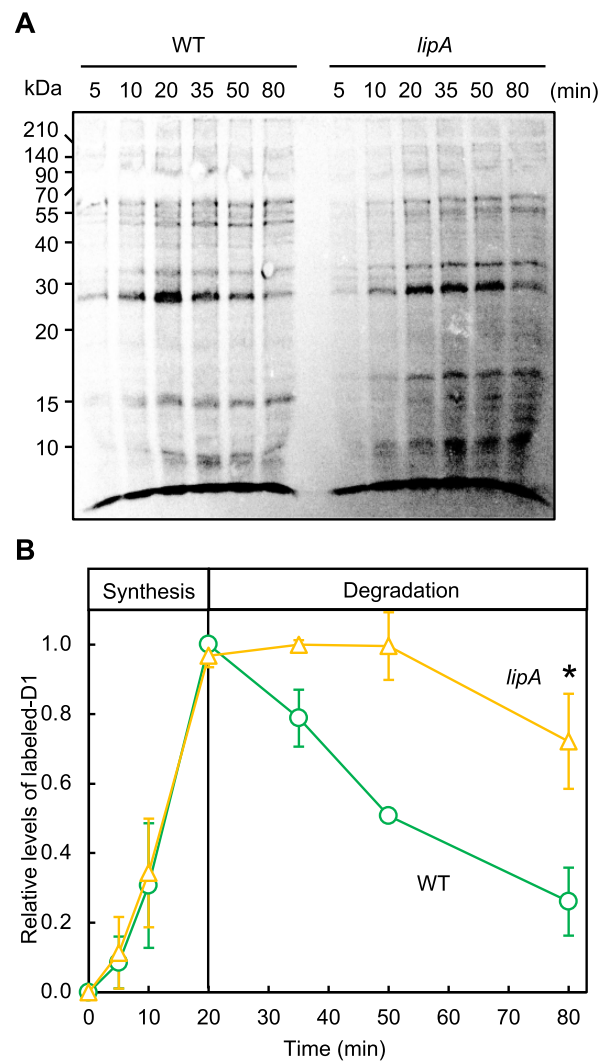 A
WT lipA
kDa 5 10 20 35 50 80 5 10 20 35 50 80 (min)
210
140
90
70
55
40
30
20
15
10
B
Synthesis Degradation
1.0
0.8
0.6
0.4
0.2
0.0
Relative levels of labeled-D1
lipA *
WT
0 10 20 30 40 50 60 70 80
Time (min)